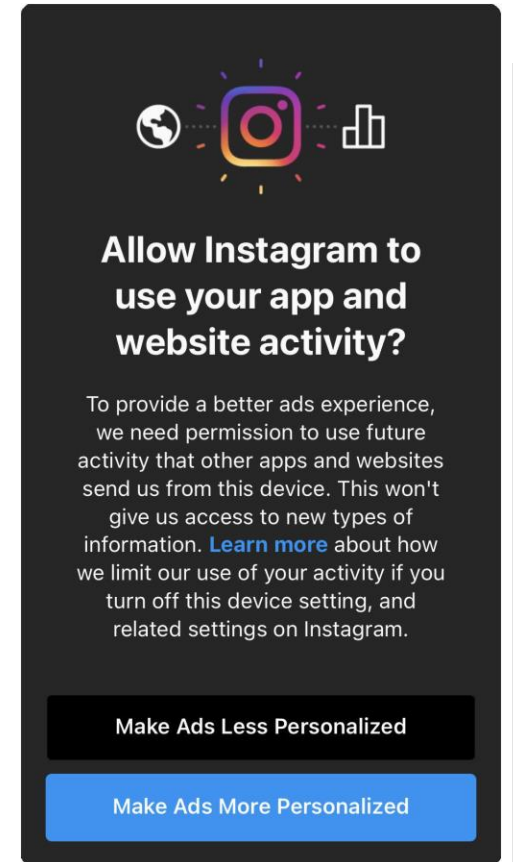 Allow Instagram to
use your app and
website activity?
To provide a better ads experience,
we need permission to use future
activity that other apps and websites
send us from this device. This won't
give us access to new types of
information. Learn more about how
we limit our use of your activity if you
turn off this device setting, and
related settings on Instagram.
Make Ads Less Personalized
Make Ads More Personalized